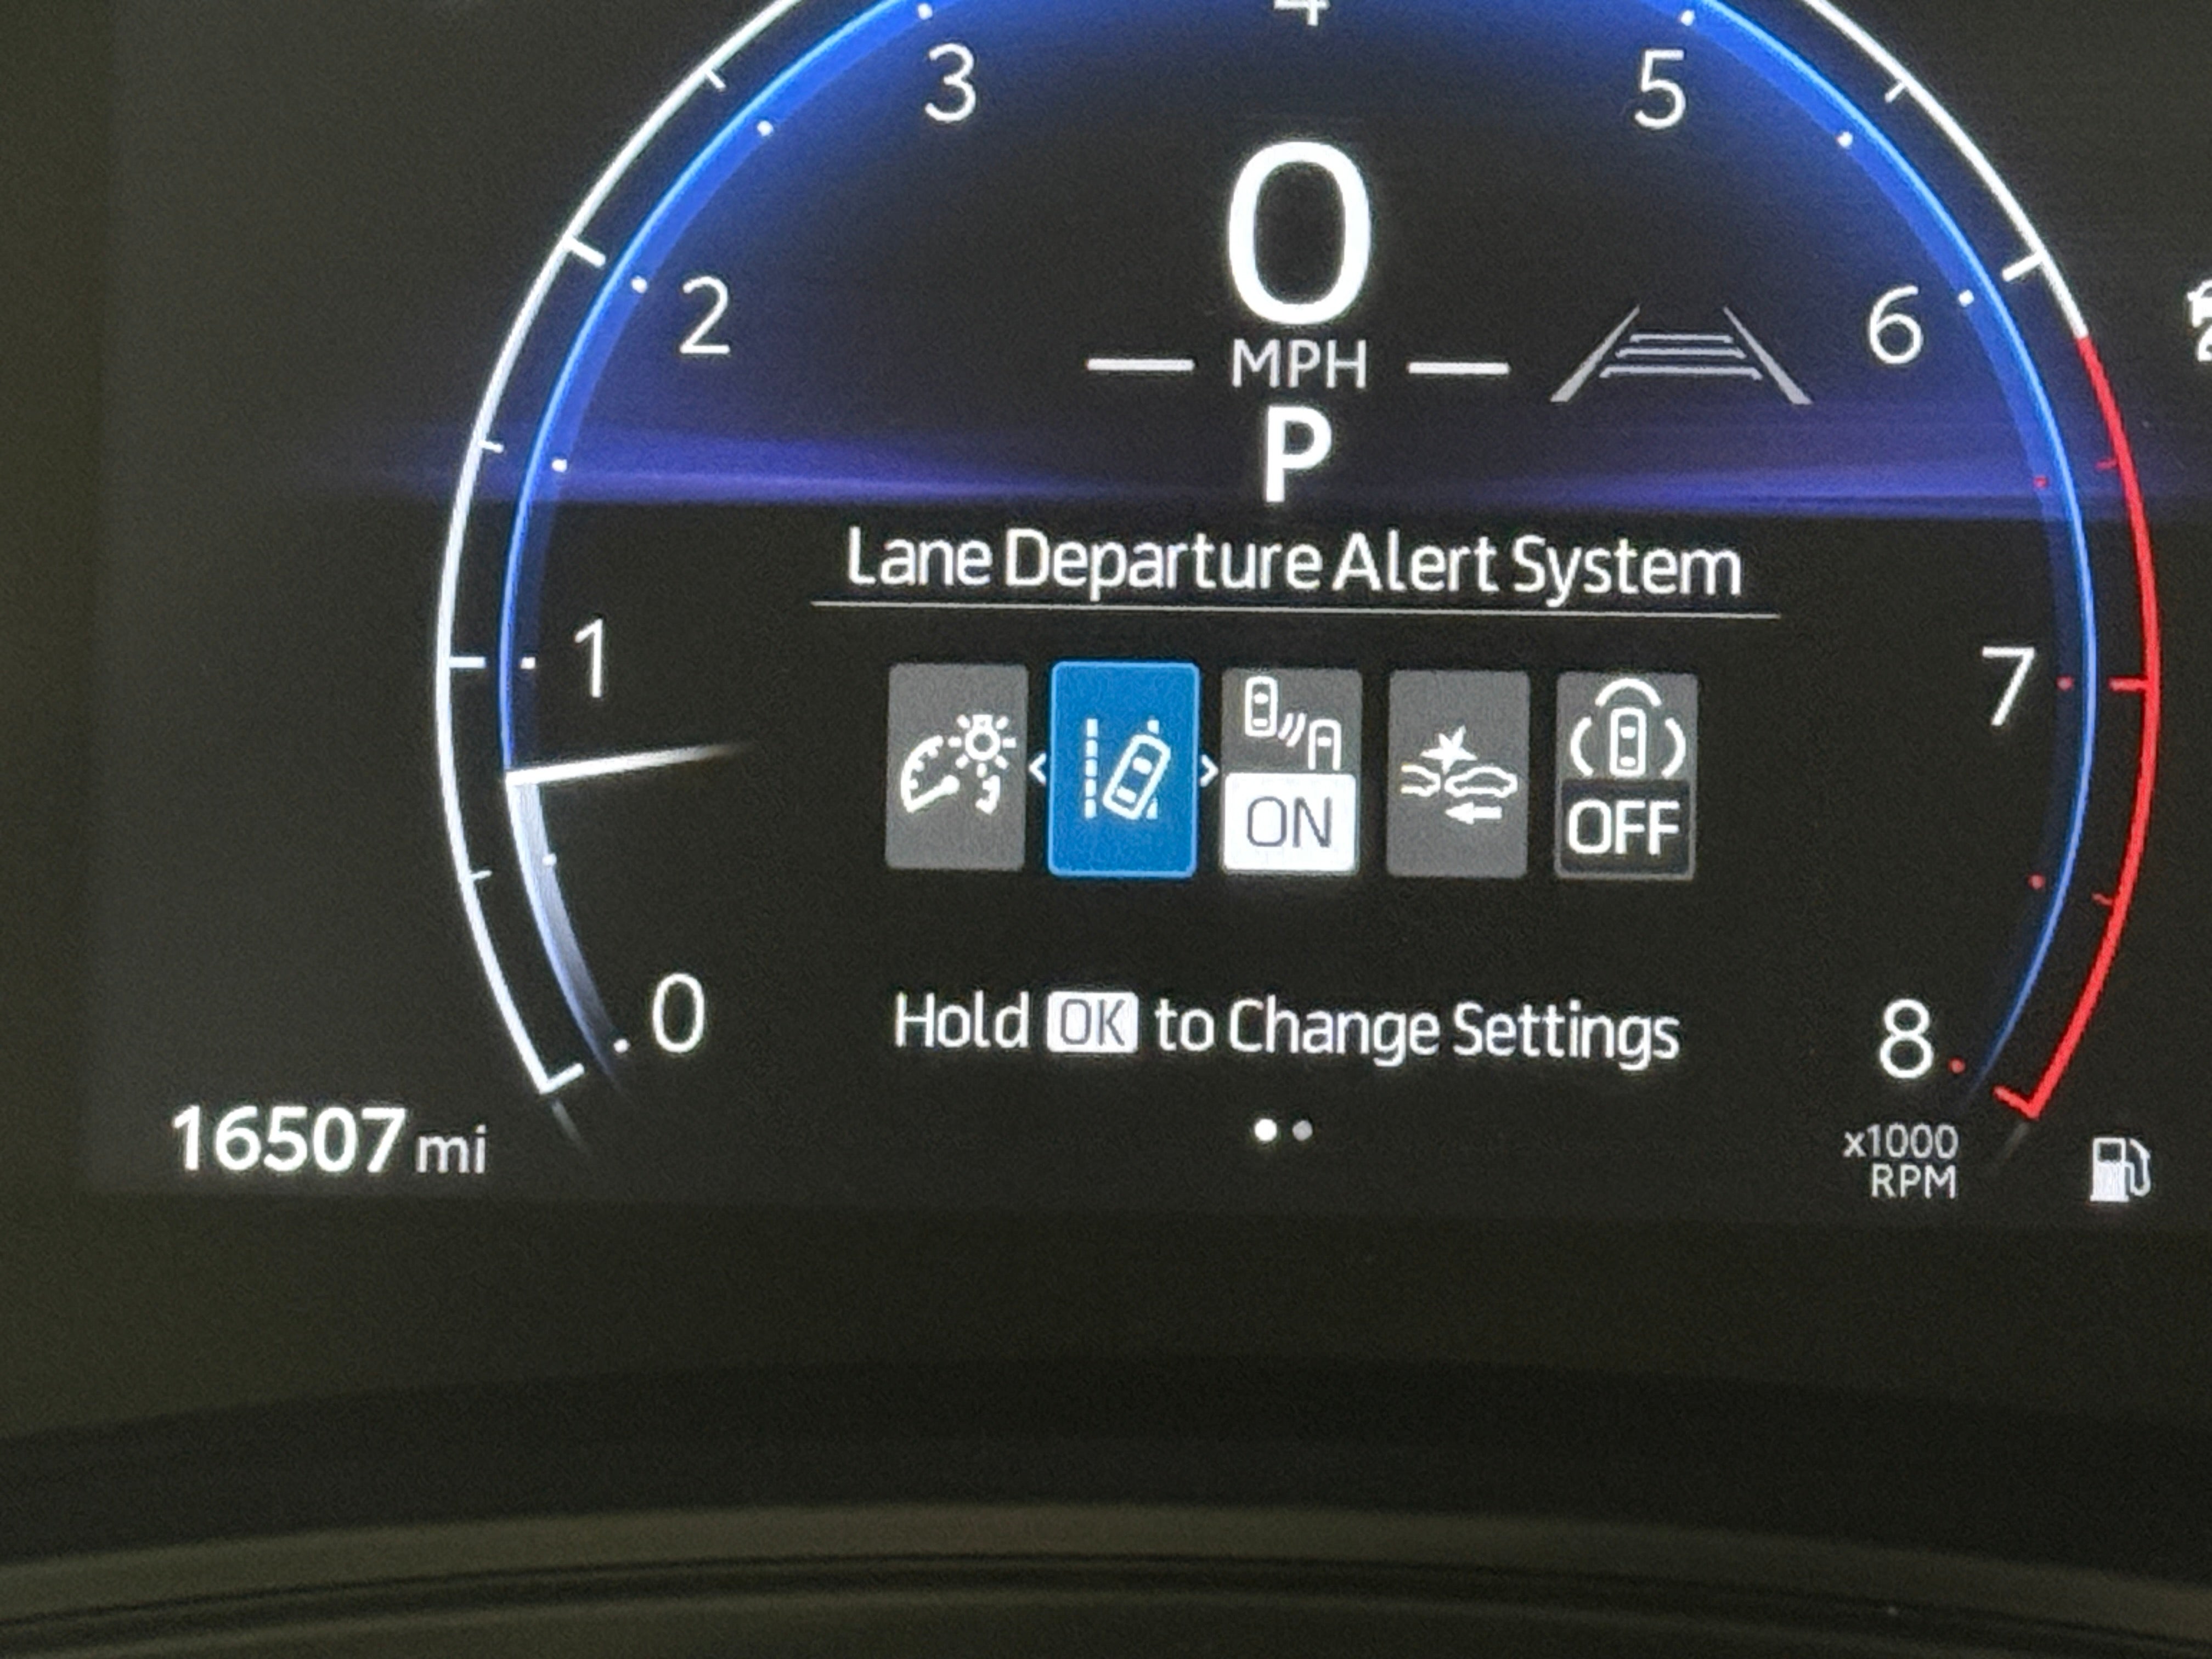 4
3
5
0
2
6
MPH
P
Lane Departure Alert System
1
7
ON
OFF
0
Hold OK to Change Settings
8
16507 mi
x1000
RPM